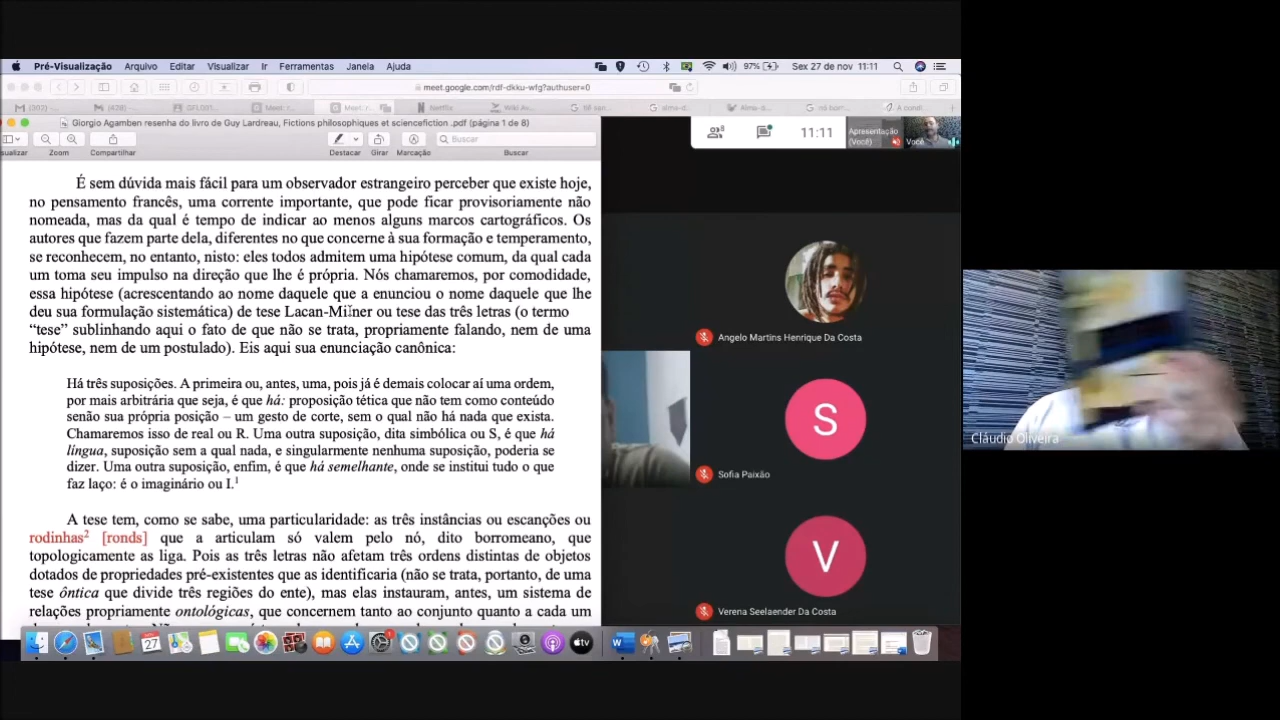 Pré-Visualização Arquivo Editar Visualizar Ir Ferramentas Janela Ajuda 97% Sex 27 de nov 11:11
meet.google.com/rdf-dkku-wfg?authuser=0
Netflix
Giorgio Agamben resenha do livro de Guy Lardreau, Fictions philosophiques et sciencefiction .pdf (página 1 de 8)
Buscar
Zoom Compartilhar Destacar Girar Marcação Buscar
8 11:11 Apresentação (Você) Você
É sem dúvida mais fácil para um observador estrangeiro perceber que existe hoje,
no pensamento francês, uma corrente importante, que pode ficar provisoriamente não
nomeada, mas da qual é tempo de indicar ao menos alguns marcos cartográficos. Os
autores que fazem parte dela, diferentes no que concerne à sua formação e temperamento,
se reconhecem, no entanto, nisto: eles todos admitem uma hipótese comum, da qual cada
um toma seu impulso na direção que lhe é própria. Nós chamaremos, por comodidade,
essa hipótese (acrescentando ao nome daquele que a enunciou o nome daquele que lhe
deu sua formulação sistemática) de tese Lacan-Milner ou tese das três letras (o termo
“tese” sublinhando aqui o fato de que não se trata, propriamente falando, nem de uma
hipótese, nem de um postulado). Eis aqui sua enunciação canônica:
Há três suposições. A primeira ou, antes, uma, pois já é demais colocar aí uma ordem,
por mais arbitrária que seja, é que há: proposição tética que não tem como conteúdo
senão sua própria posição – um gesto de corte, sem o qual não há nada que exista.
Chamaremos isso de real ou R. Uma outra suposição, dita simbólica ou S, é que há
língua, suposição sem a qual nada, e singularmente nenhuma suposição, poderia se
dizer. Uma outra suposição, enfim, é que há semelhante, onde se institui tudo o que
faz laço: é o imaginário ou I.1
A tese tem, como se sabe, uma particularidade: as três instâncias ou escanções ou
rodinhas2 [ronds] que a articulam só valem pelo nó, dito borromeano, que
topologicamente as liga. Pois as três letras não afetam três ordens distintas de objetos
dotados de propriedades pré-existentes que as identificaria (não se trata, portanto, de uma
tese ôntica que divide três regiões do ente), mas elas instauram, antes, um sistema de
relações propriamente ontológicas, que concernem tanto ao conjunto quanto a cada um
Angelo Martins Henrique Da Costa
S
Sofia Paixão
V
Verena Seelaender Da Costa
Cláudio Oliveira
27
tv